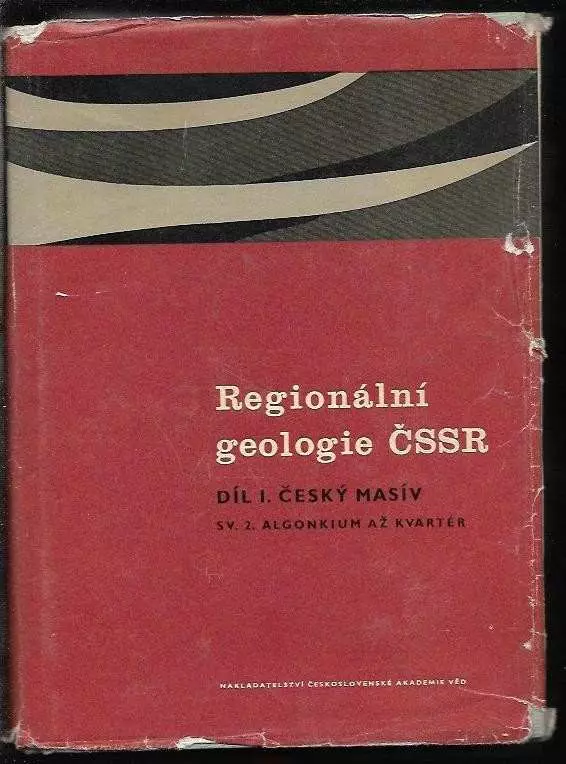 Regionální
geologie ČSSR
DÍL I. ČESKÝ MASÍV
SV. 2. ALGONKIUM AŽ KVARTÉR
NAKLADATELSTVÍ ČESKOSLOVENSKÉ AKADEMIE VĚD